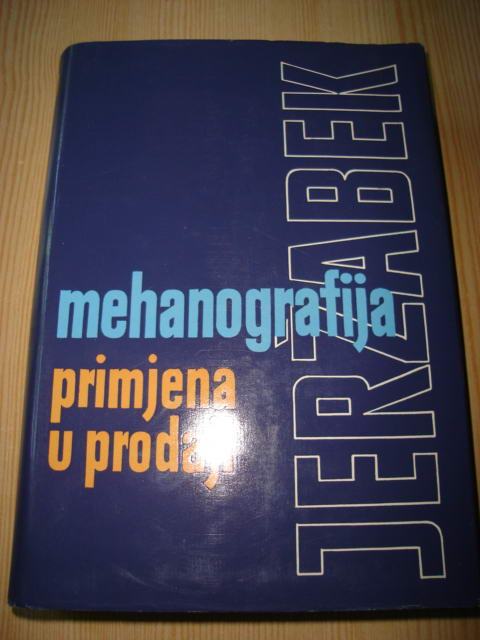 mehanografija
primjena
u prodaji
JERŽABEK